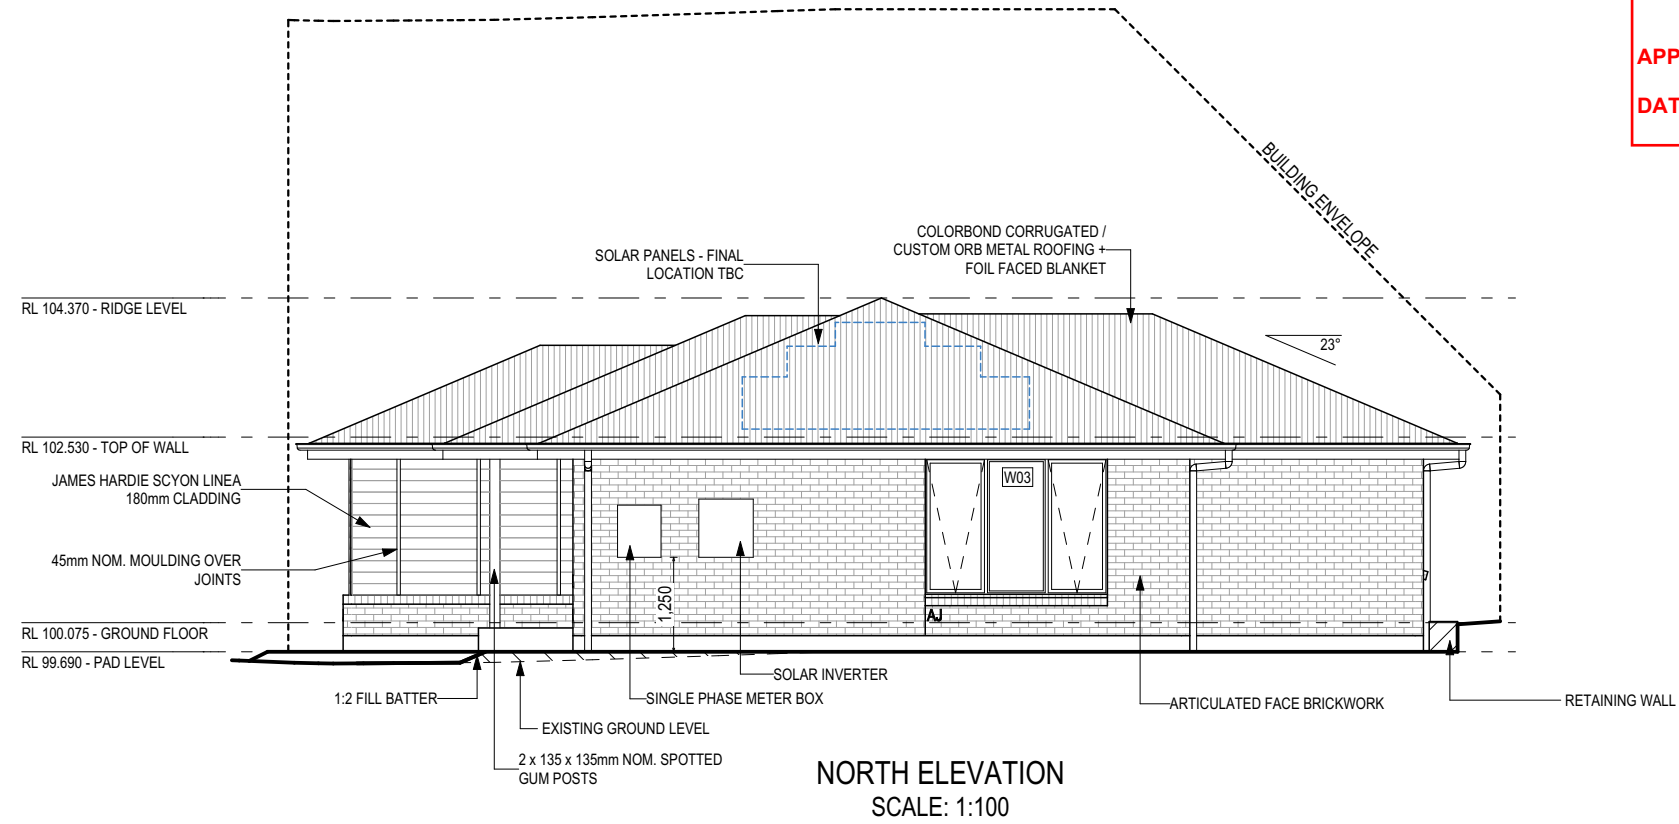 APP
DAT
BUILDING ENVELOPE
COLORBOND CORRUGATED /
CUSTOM ORB METAL ROOFING +
FOIL FACED BLANKET
SOLAR PANELS - FINAL
LOCATION TBC
RL 104.370 - RIDGE LEVEL
23°
RL 102.530 - TOP OF WALL
JAMES HARDIE SCYON LINEA
180mm CLADDING
W03
45mm NOM. MOULDING OVER
JOINTS
1,250
AJ
RL 100.075 - GROUND FLOOR
RL 99.690 - PAD LEVEL
SOLAR INVERTER
1:2 FILL BATTER
SINGLE PHASE METER BOX
ARTICULATED FACE BRICKWORK
RETAINING WALL
EXISTING GROUND LEVEL
2 x 135 x 135mm NOM. SPOTTED
GUM POSTS
NORTH ELEVATION
SCALE: 1:100